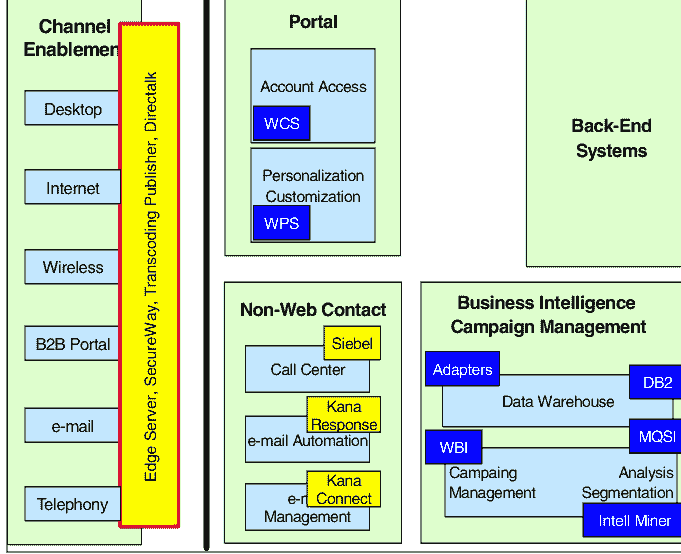 Channel
Enablemen
Desktop
Internet
Wireless
B2B Portal
e-mail
Telephony
Edge Server, SecureWay, Transcoding Publisher, Directalk
Portal
Account Access
WCS
Personalization
Customization
WPS
Back-End
Systems
Non-Web Contact
Siebel
Call Center
Kana
Response
e-mail Automation
Kana
Connect
Management
Business Intelligence
Campaign Management
Adapters
DB2
Data Warehouse
MQSI
WBI
Campaing
Management
Analysis
Segmentation
Intell Miner